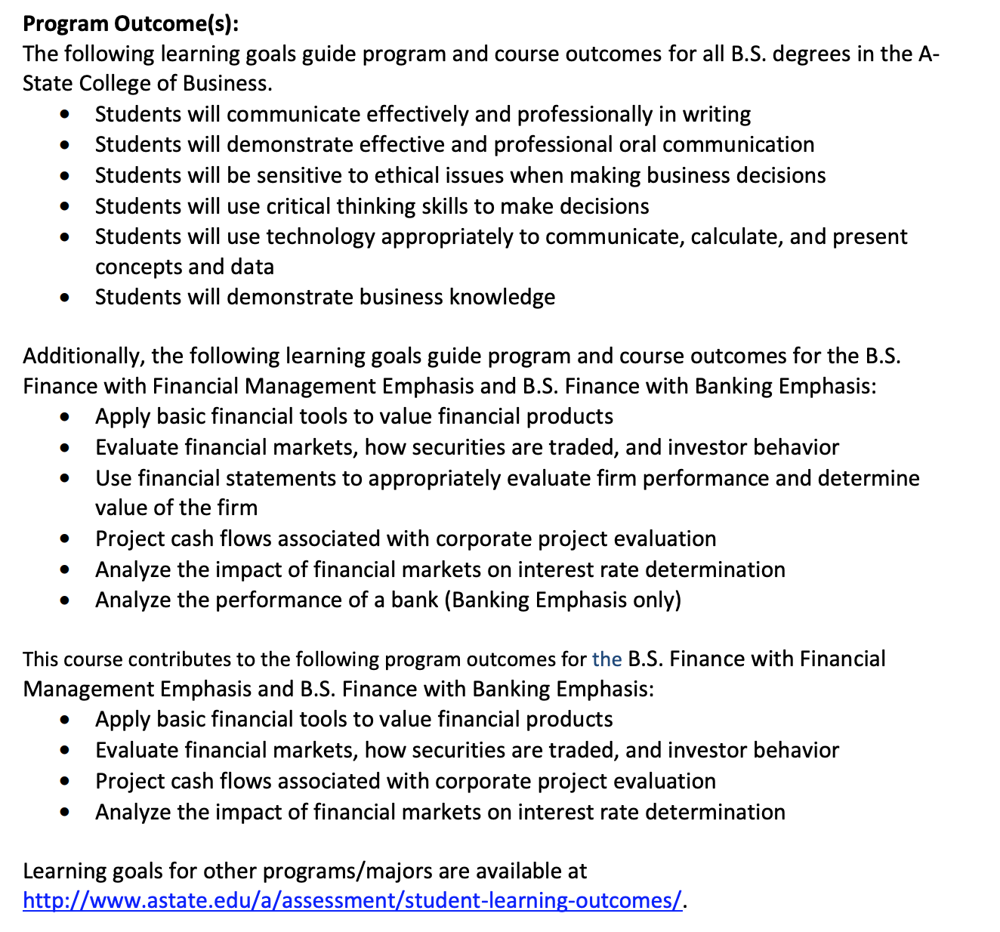 Program Outcome(s):
The following learning goals guide program and course outcomes for all B.S. degrees in the A-
State College of Business.
• Students will communicate effectively and professionally in writing
• Students will demonstrate effective and professional oral communication
• Students will be sensitive to ethical issues when making business decisions
• Students will use critical thinking skills to make decisions
• Students will use technology appropriately to communicate, calculate, and present
concepts and data
• Students will demonstrate business knowledge
Additionally, the following learning goals guide program and course outcomes for the B.S.
Finance with Financial Management Emphasis and B.S. Finance with Banking Emphasis:
• Apply basic financial tools to value financial products
• Evaluate financial markets, how securities are traded, and investor behavior
• Use financial statements to appropriately evaluate firm performance and determine
value of the firm
• Project cash flows associated with corporate project evaluation
• Analyze the impact of financial markets on interest rate determination
• Analyze the performance of a bank (Banking Emphasis only)
This course contributes to the following program outcomes for the B.S. Finance with Financial
Management Emphasis and B.S. Finance with Banking Emphasis:
• Apply basic financial tools to value financial products
• Evaluate financial markets, how securities are traded, and investor behavior
• Project cash flows associated with corporate project evaluation
• Analyze the impact of financial markets on interest rate determination
Learning goals for other programs/majors are available at
http://www.astate.edu/a/assessment/student-learning-outcomes/.